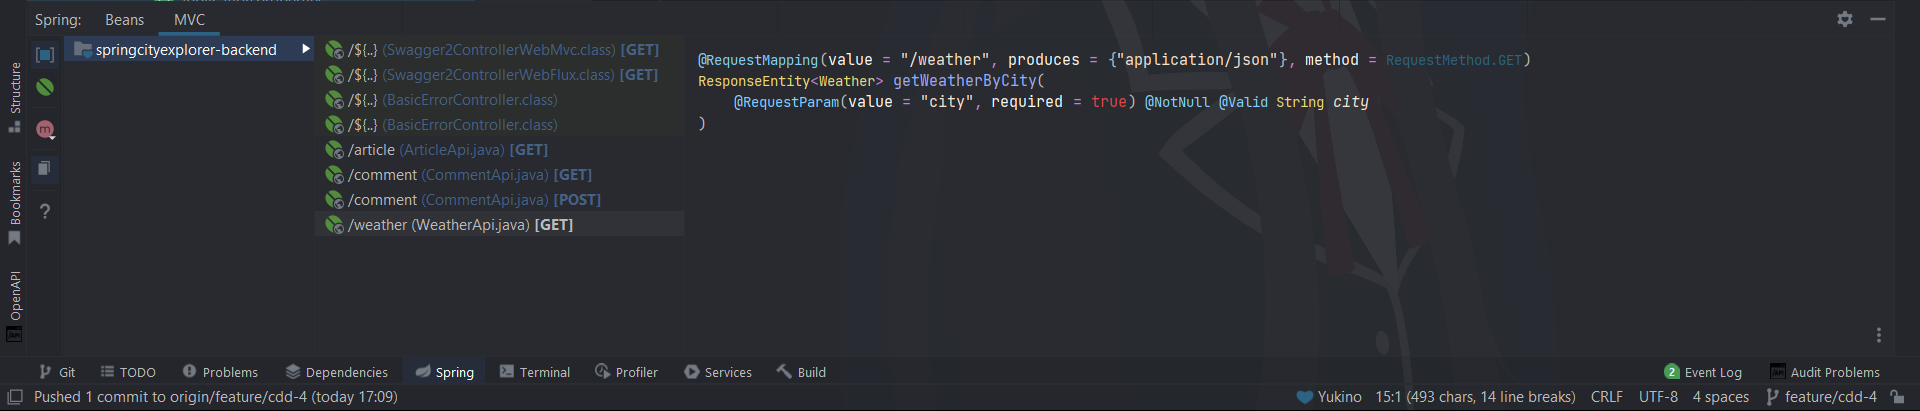 Spring: Beans MVC
springcityexplorer-backend
/${..} (Swagger2ControllerWebMvc.class) [GET]
/${..} (Swagger2ControllerWebFlux.class) [GET]
/${..} (BasicErrorController.class)
/${..} (BasicErrorController.class)
/article (ArticleApi.java) [GET]
/comment (CommentApi.java) [GET]
/comment (CommentApi.java) [POST]
/weather (WeatherApi.java) [GET]
@RequestMapping(value = "/weather", produces = {"application/json"}, method = RequestMethod.GET)
ResponseEntity<Weather> getWeatherByCity(
@RequestParam(value = "city", required = true) @NotNull @Valid String city
)
Structure
Bookmarks
OpenAPI
m
?
Git TODO Problems Dependencies Spring Terminal Profiler Services Build 2 Event Log Audit Problems
Pushed 1 commit to origin/feature/cdd-4 (today 17:09) Yukino 15:1 (493 chars, 14 line breaks) CRLF UTF-8 4 spaces feature/cdd-4